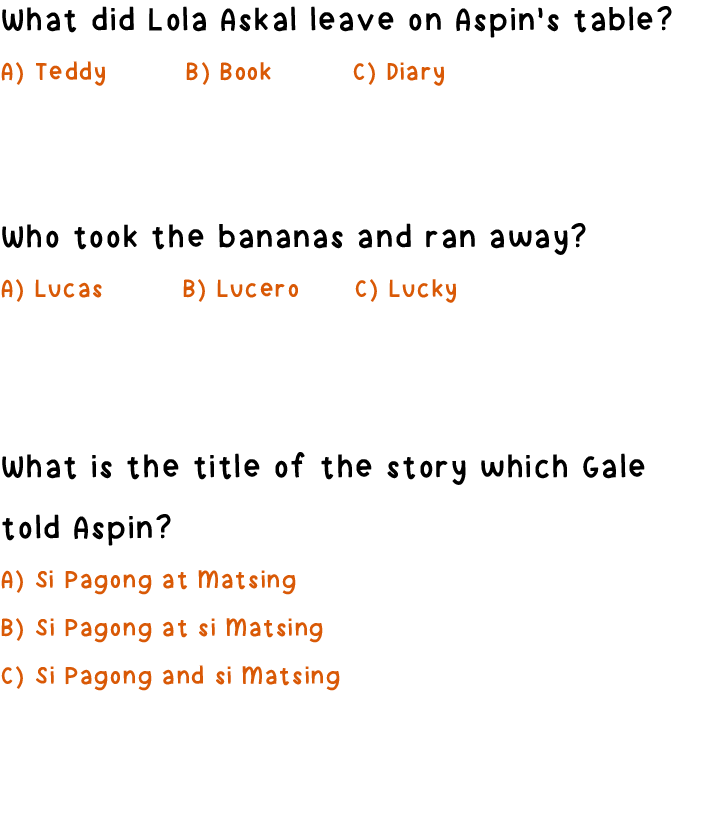 What did Lola Askal leave on Aspin's table?
A) Teddy B) Book C) Diary
Who took the bananas and ran away?
A) Lucas B) Lucero C) Lucky
What is the title of the story which Gale
told Aspin?
A) Si Pagong at Matsing
B) Si Pagong at si Matsing
C) Si Pagong and si Matsing